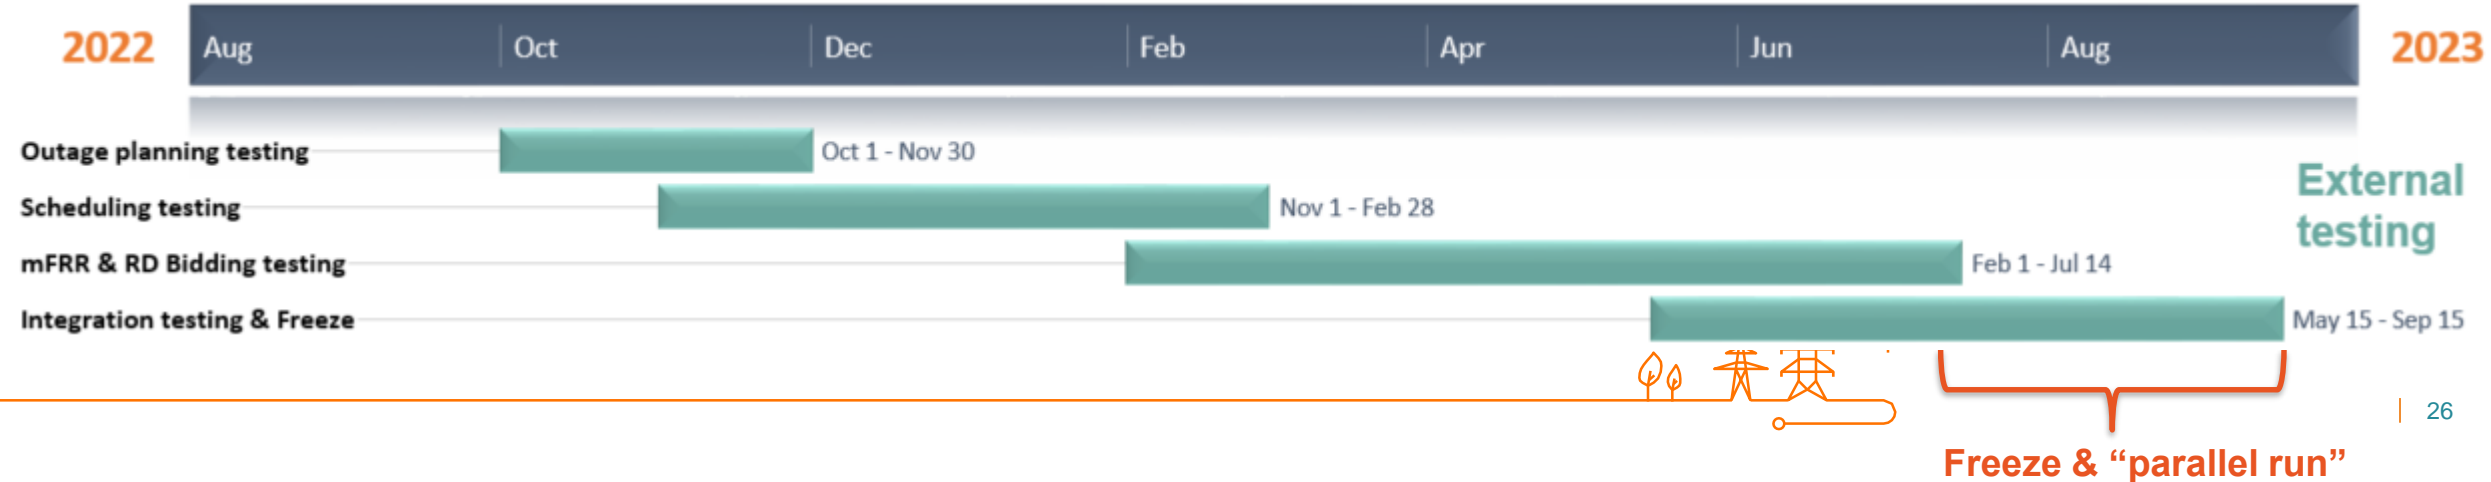 2022 Aug Oct Dec Feb Apr Jun Aug 2023
Outage planning testing Oct 1 - Nov 30
Scheduling testing Nov 1 - Feb 28
mFRR & RD Bidding testing Feb 1 - Jul 14
Integration testing & Freeze May 15 - Sep 15
External
testing
26
Freeze & “parallel run”